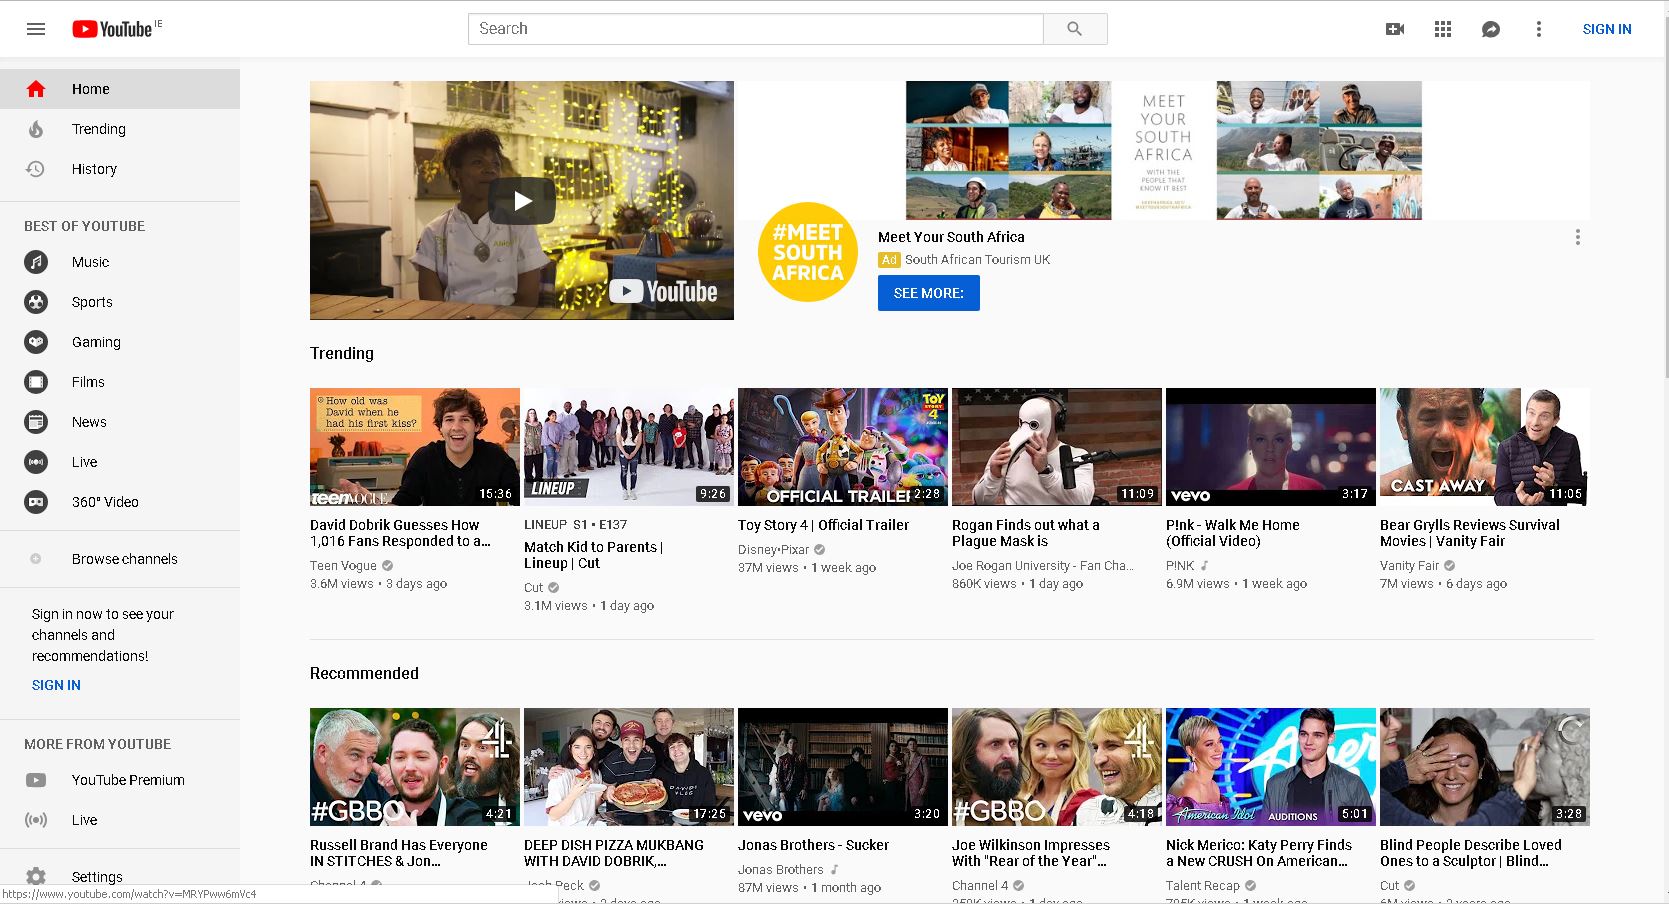 YouTube IE
Search
SIGN IN
Home
Trending
History
BEST OF YOUTUBE
Music
Sports
Gaming
Films
News
Live
360° Video
Browse channels
Sign in now to see your
channels and
recommendations!
SIGN IN
MORE FROM YOUTUBE
YouTube Premium
Live
Settings
https://www.youtube.com/watch?v=MRYPww6mVc4
YouTube
MEET
YOUR
SOUTH
AFRICA
WITH THE
PEOPLE THAT
KNOW IT BEST
#MEET
SOUTH
AFRICA
Meet Your South Africa
Ad South African Tourism UK
SEE MORE:
Trending
How old was
David when he
had his first kiss?
teenVOGUE
15:36
David Dobrik Guesses How
1,016 Fans Responded to a...
Teen Vogue
3.6M views • 3 days ago
LINEUP
9:26
LINEUP S1 • E137
Match Kid to Parents |
Lineup | Cut
Cut
3.1M views • 1 day ago
TOY
STORY
4
OFFICIAL TRAILER
2:28
Toy Story 4 | Official Trailer
Disney•Pixar
37M views • 1 week ago
11:09
Rogan Finds out what a
Plague Mask is
Joe Rogan University - Fan Cha...
860K views • 1 day ago
vevo
3:17
P!nk - Walk Me Home
(Official Video)
P!NK
6.9M views • 1 week ago
CAST AWAY
11:05
Bear Grylls Reviews Survival
Movies | Vanity Fair
Vanity Fair
7M views • 6 days ago
Recommended
#GBBO
4
4:21
Russell Brand Has Everyone
IN STITCHES & Jon...
Channel 4
17:25
DEEP DISH PIZZA MUKBANG
WITH DAVID DOBRIK,...
Josh Peck
vevo
3:20
Jonas Brothers - Sucker
Jonas Brothers
87M views • 1 month ago
#GBBO
4
4:18
Joe Wilkinson Impresses
With "Rear of the Year"...
Channel 4
American Idol AUDITIONS
5:01
Nick Merico: Katy Perry Finds
a New CRUSH On American...
Talent Recap
3:28
Blind People Describe Loved
Ones to a Sculptor | Blind...
Cut